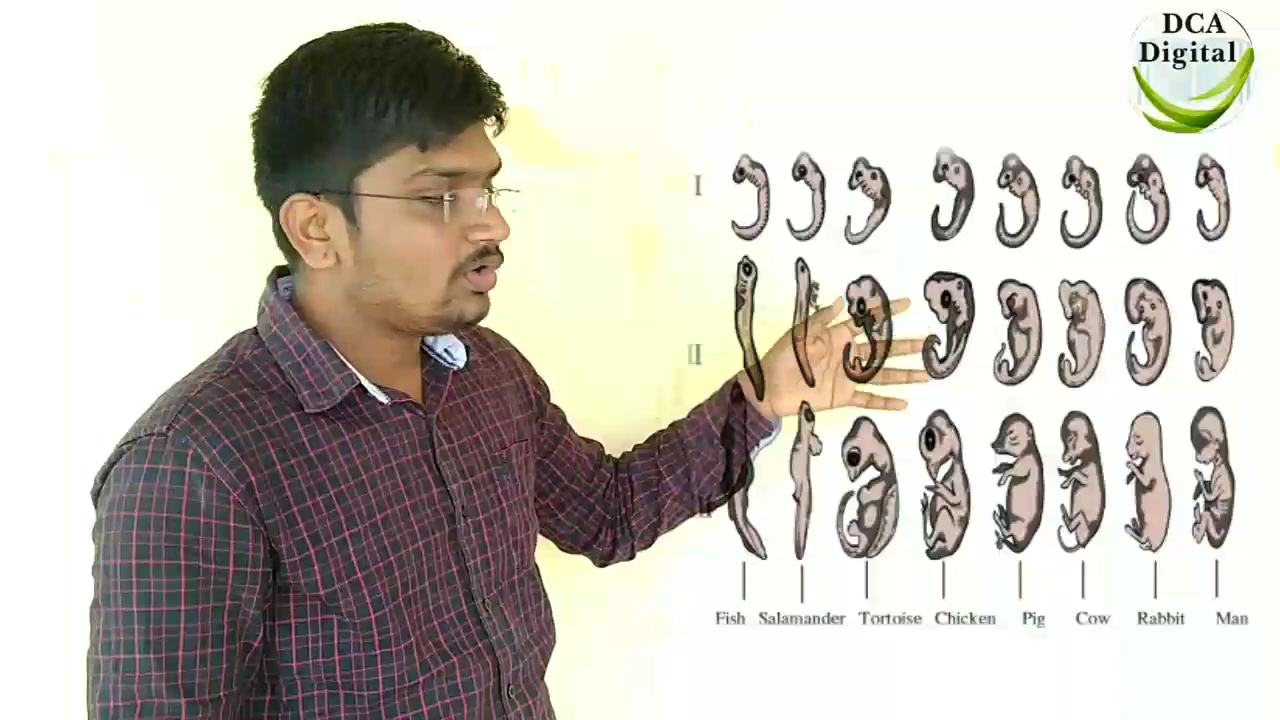 DCA
Digital
I
II
Fish Salamander Tortoise Chicken Pig Cow Rabbit Man